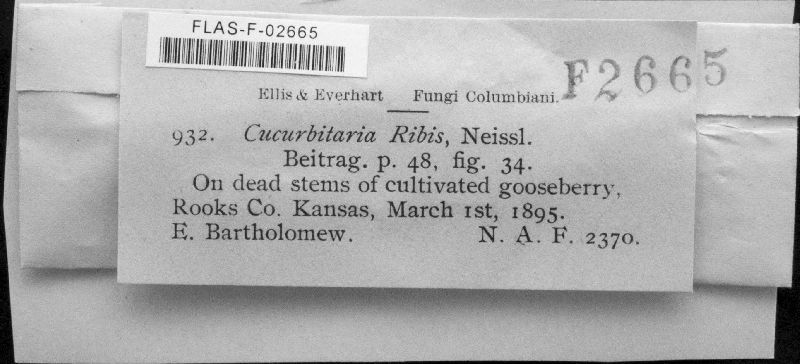 FLAS-F-02665
F2665
Ellis & Everhart Fungi Columbiani.
932. Cucurbitaria Ribis, Neissl.
Beitrag. p. 48, fig. 34.
On dead stems of cultivated gooseberry,
Rooks Co. Kansas, March 1st, 1895.
E. Bartholomew. N. A. F. 2370.